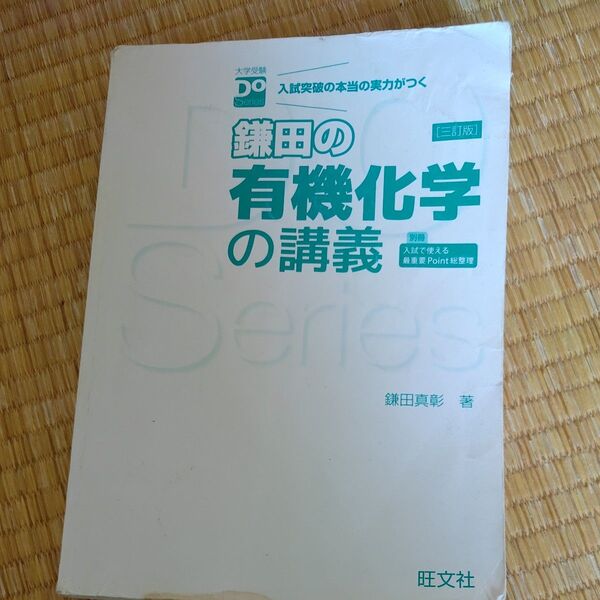 大学受験
Do Series
入試突破の本当の実力がつく
[三訂版]
鎌田の
有機化学
の講義
別冊
入試で使える
最重要Point総整理
Do
Series
鎌田真彰 著
旺文社